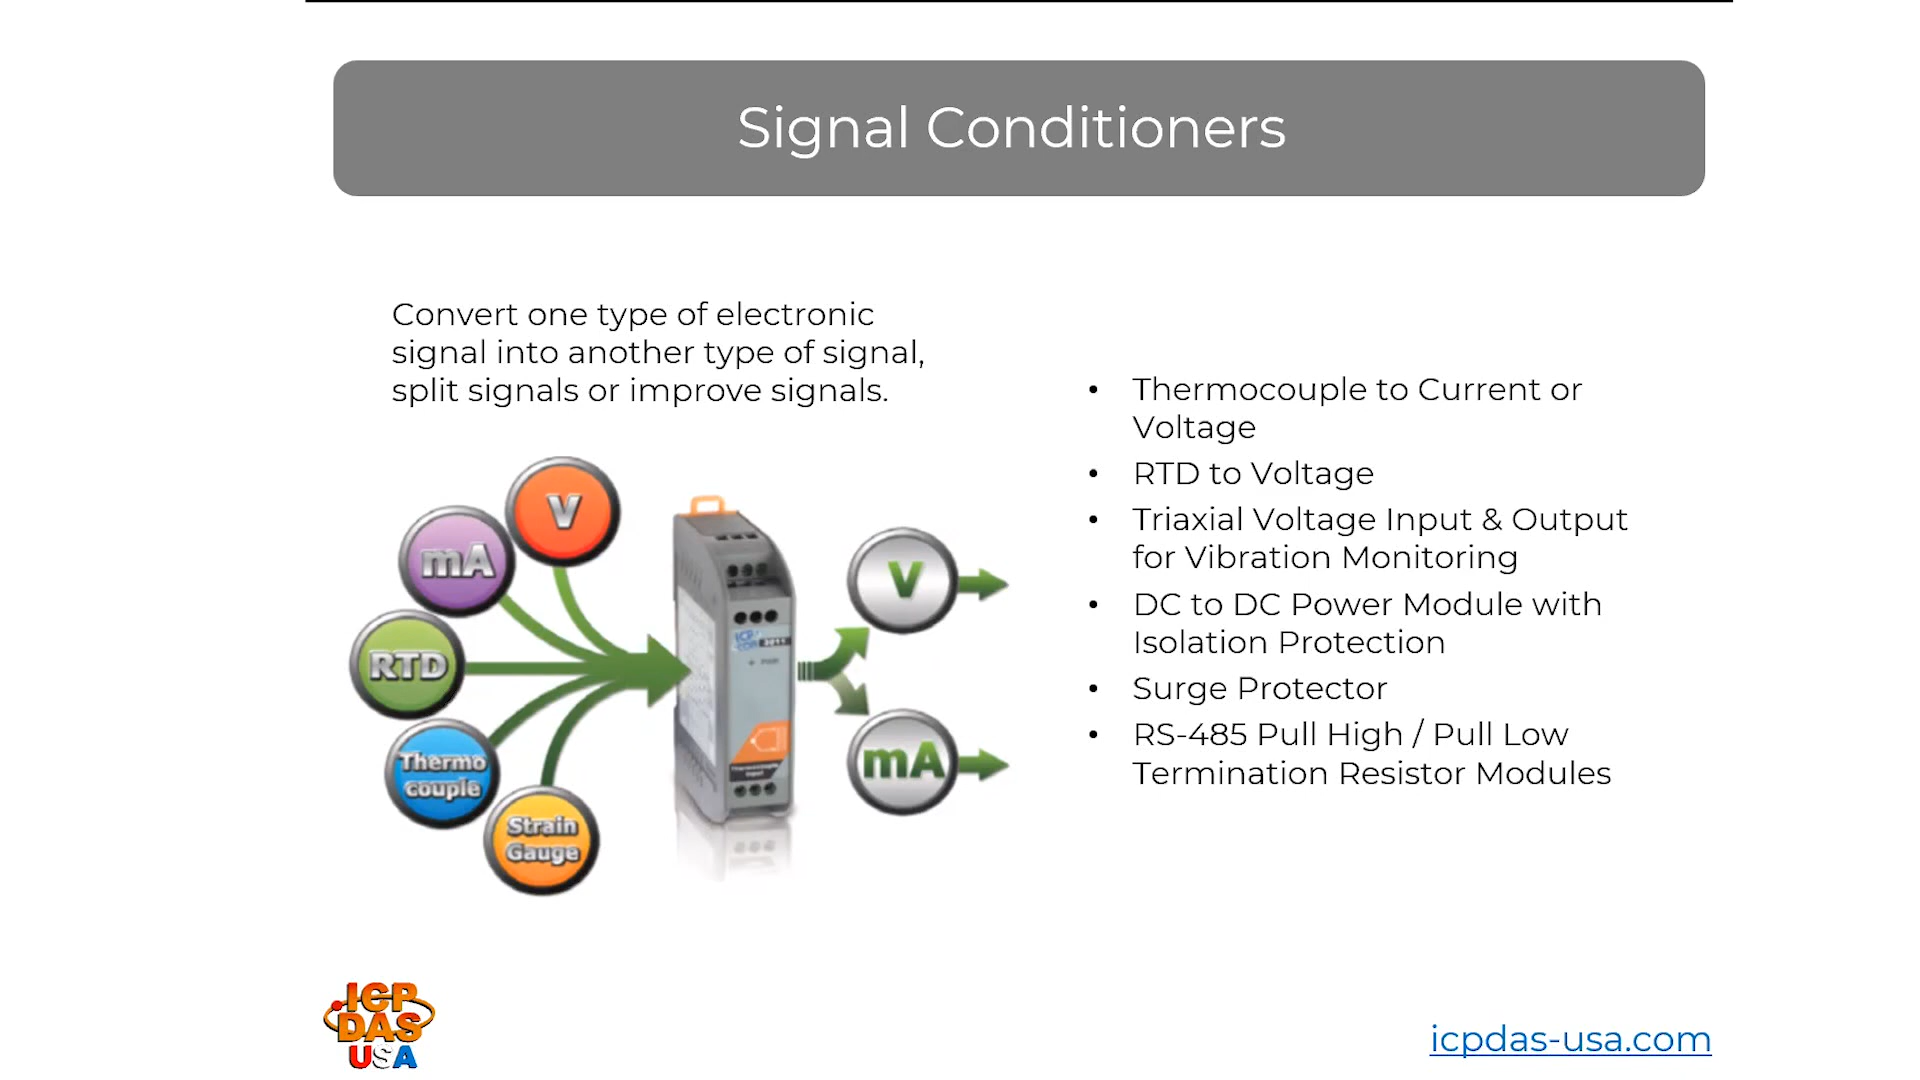 Signal Conditioners
Convert one type of electronic
signal into another type of signal,
split signals or improve signals.
V
mA
RTD
Thermo
couple
Strain
Gauge
V
mA
• Thermocouple to Current or
Voltage
• RTD to Voltage
• Triaxial Voltage Input & Output
for Vibration Monitoring
• DC to DC Power Module with
Isolation Protection
• Surge Protector
• RS-485 Pull High / Pull Low
Termination Resistor Modules
ICP
DAS
USA
icpdas-usa.com